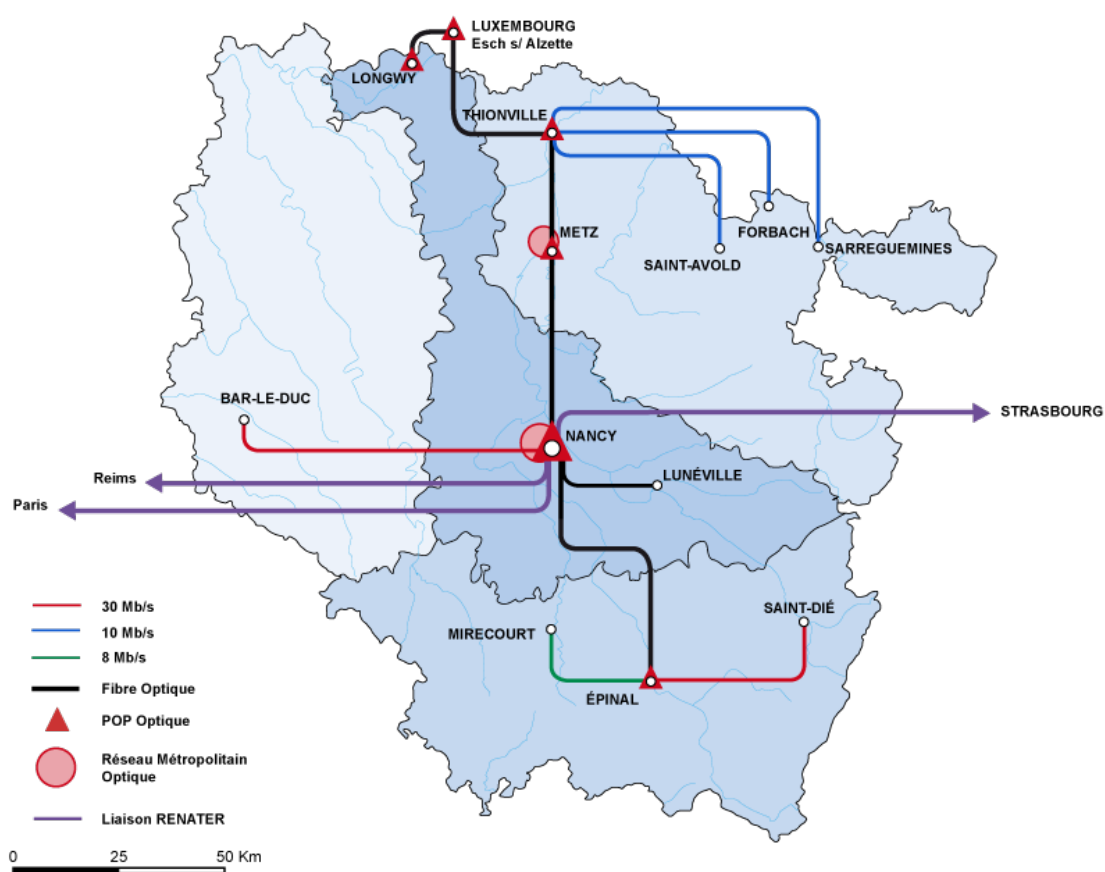 LUXEMBOURG
Esch s/ Alzette
LONGWY
THIONVILLE
METZ
FORBACH
SARREGUEMINES
SAINT-AVOLD
BAR-LE-DUC
STRASBOURG
NANCY
Reims
LUNÉVILLE
Paris
30 Mb/s
SAINT-DIÉ
10 Mb/s
MIRECOURT
8 Mb/s
Fibre Optique
ÉPINAL
POP Optique
Réseau Métropolitain
Optique
Liaison RENATER
0 25 50 Km